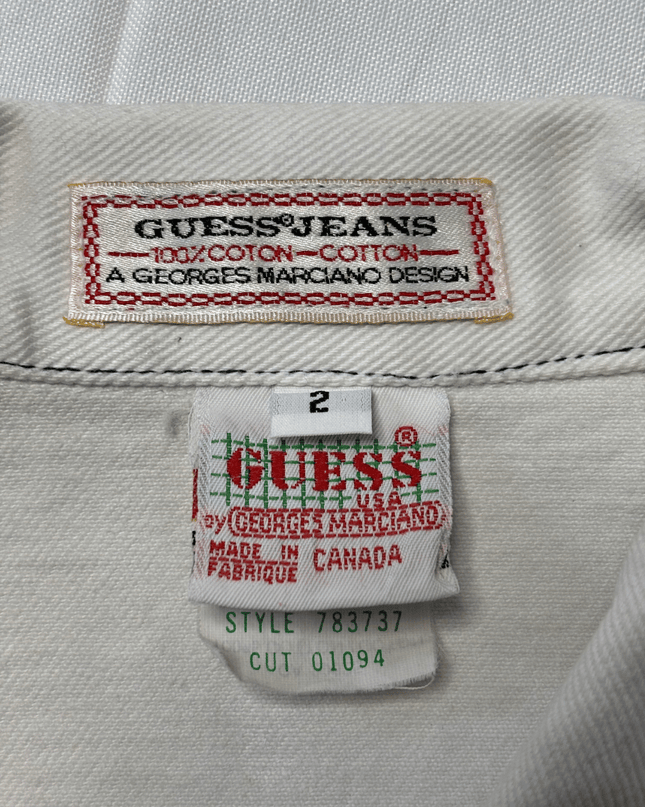 GUESS® JEANS
100% COTON—COTTON
A GEORGES MARCIANO DESIGN
2
GUESS®
USA
by GEORGES MARCIANO
MADE IN
FABRIQUE CANADA
STYLE 783737
CUT 01094